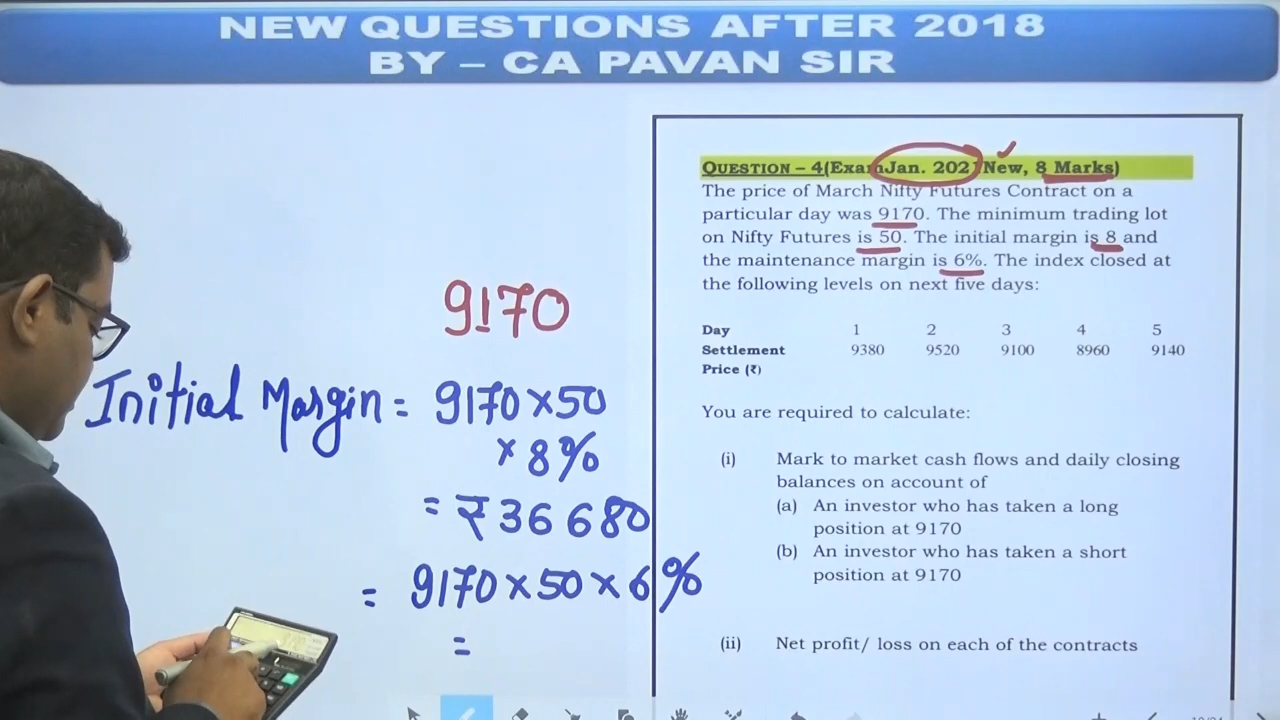 NEW QUESTIONS AFTER 2018
BY – CA PAVAN SIR
QUESTION – 4(Exam Jan. 2021 New, 8 Marks)
The price of March Nifty Futures Contract on a
particular day was 9170. The minimum trading lot
on Nifty Futures is 50. The initial margin is 8 and
the maintenance margin is 6%. The index closed at
the following levels on next five days:
Day 1 2 3 4 5
Settlement 9380 9520 9100 8960 9140
Price (₹)
You are required to calculate:
(i) Mark to market cash flows and daily closing
balances on account of
(a) An investor who has taken a long
position at 9170
(b) An investor who has taken a short
position at 9170
(ii) Net profit/ loss on each of the contracts
9170
Initial Margin = 9170 × 50
× 8%
= ₹ 36680
= 9170 × 50 × 6%
=